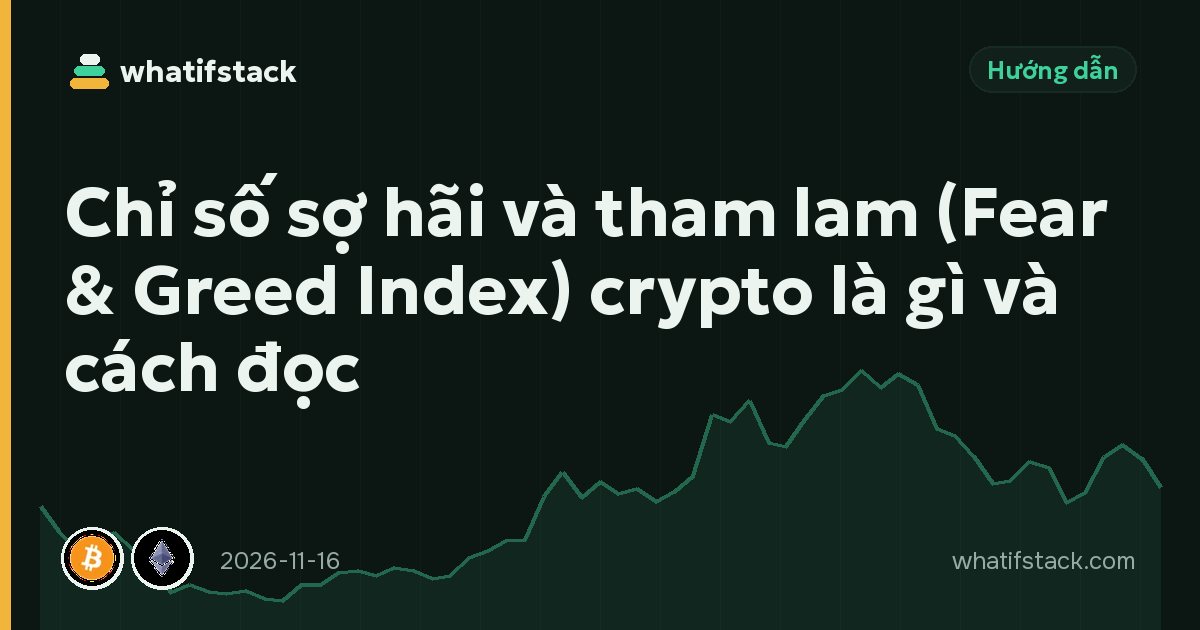 whatifstack
Hướng dẫn
Chỉ số sợ hãi và tham lam (Fear
& Greed Index) crypto là gì và
cách đọc
2026-11-16
whatifstack.com